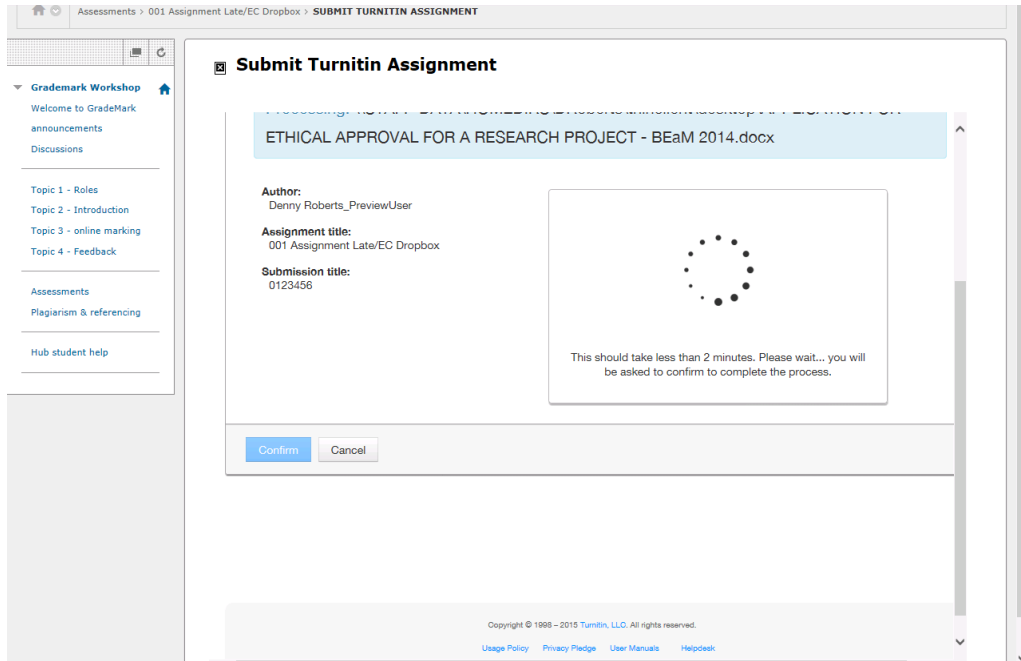 Assessments > 001 Assignment Late/EC Dropbox > SUBMIT TURNITIN ASSIGNMENT
Grademark Workshop
Welcome to GradeMark
announcements
Discussions
Topic 1 - Roles
Topic 2 - Introduction
Topic 3 - online marking
Topic 4 - Feedback
Assessments
Plagiarism & referencing
Hub student help
Submit Turnitin Assignment
ETHICAL APPROVAL FOR A RESEARCH PROJECT - BEaM 2014.docx
Author:
Denny Roberts_PreviewUser
Assignment title:
001 Assignment Late/EC Dropbox
Submission title:
0123456
This should take less than 2 minutes. Please wait... you will
be asked to confirm to complete the process.
Confirm Cancel
Copyright © 1998 – 2015 Turnitin, LLC. All rights reserved.
Usage Policy Privacy Pledge User Manuals Helpdesk